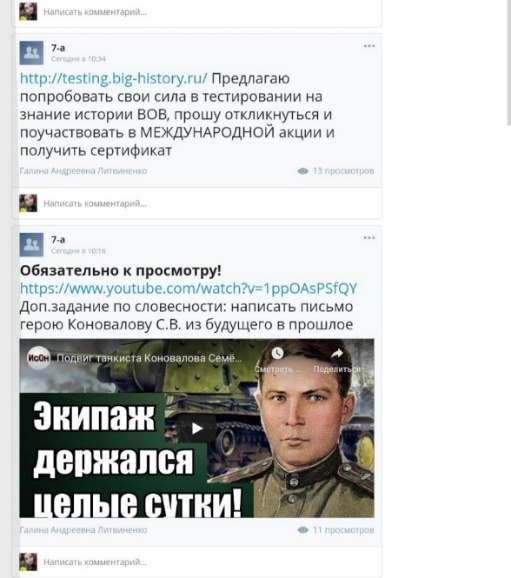 Написать комментарий...
7-а
Сегодня в 10:34
http://testing.big-history.ru/ Предлагаю
попробовать свои сила в тестировании на
знание истории ВОВ, прошу откликнуться и
поучаствовать в МЕЖДУНАРОДНОЙ акции и
получить сертификат
Галина Андреевна Литвиненко
13 просмотров
Написать комментарий...
7-а
Сегодня в 10:16
Обязательно к просмотру!
https://www.youtube.com/watch?v=1ppOAsPSfQY
Доп.задание по словесности: написать письмо
герою Коновалову С.В. из будущего в прошлое
ИсОн Подвиг танкиста Коновалова Семё...
Смотреть ... Поделиться
Экипаж
держался
целые сутки!
Галина Андреевна Литвиненко
11 просмотров
Написать комментарий...